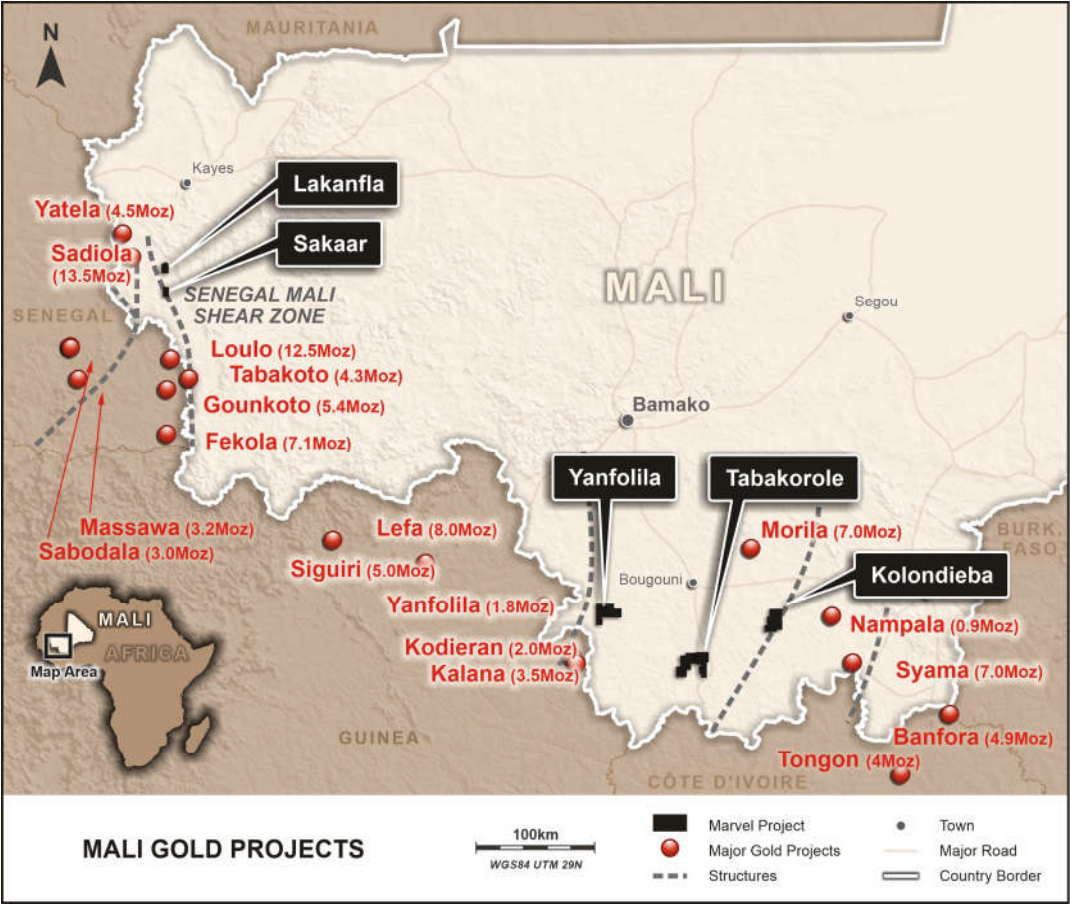 N
MAURITANIA
Kayes
Lakanfla
Yatela (4.5Moz)
Sakaar
Sadiola
(13.5Moz)
MALI
SENEGAL MALI
SHEAR ZONE
Segou
SENEGAL
Loulo (12.5Moz)
Tabakoto (4.3Moz)
Gounkoto (5.4Moz)
Bamako
Fekola (7.1Moz)
Yanfolila
Tabakorole
Massawa (3.2Moz)
Sabodala (3.0Moz)
Lefa (8.0Moz)
Morila (7.0Moz)
BURK.
FASO
Siguiri (5.0Moz)
Bougouni
Kolondieba
Yanfolila (1.8Moz)
Nampala (0.9Moz)
MALI
AFRICA
Map Area
Kodieran (2.0Moz)
Kalana (3.5Moz)
Syama (7.0Moz)
GUINEA
Banfora (4.9Moz)
Tongon (4Moz)
CÔTE D'IVOIRE
MALI GOLD PROJECTS
100km
WGS84 UTM 29N
Marvel Project
Major Gold Projects
Structures
Town
Major Road
Country Border